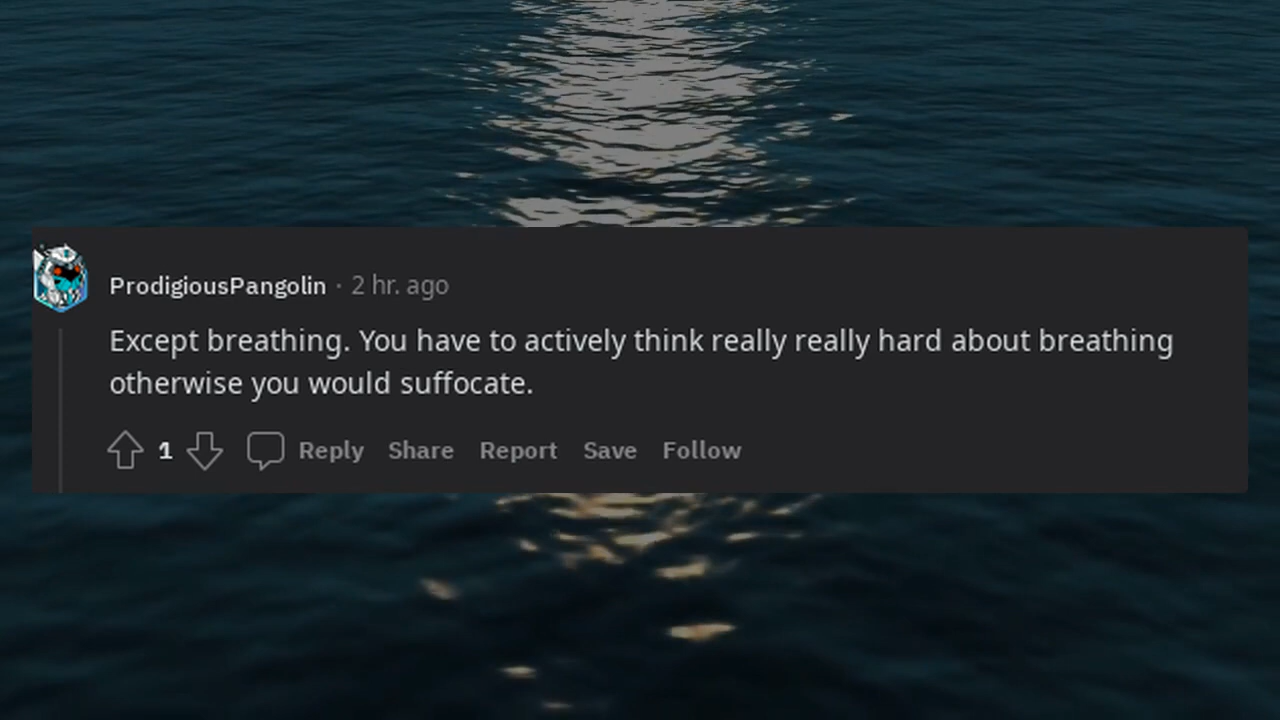 ProdigiousPangolin · 2 hr. ago
Except breathing. You have to actively think really really hard about breathing
otherwise you would suffocate.
1 Reply Share Report Save Follow